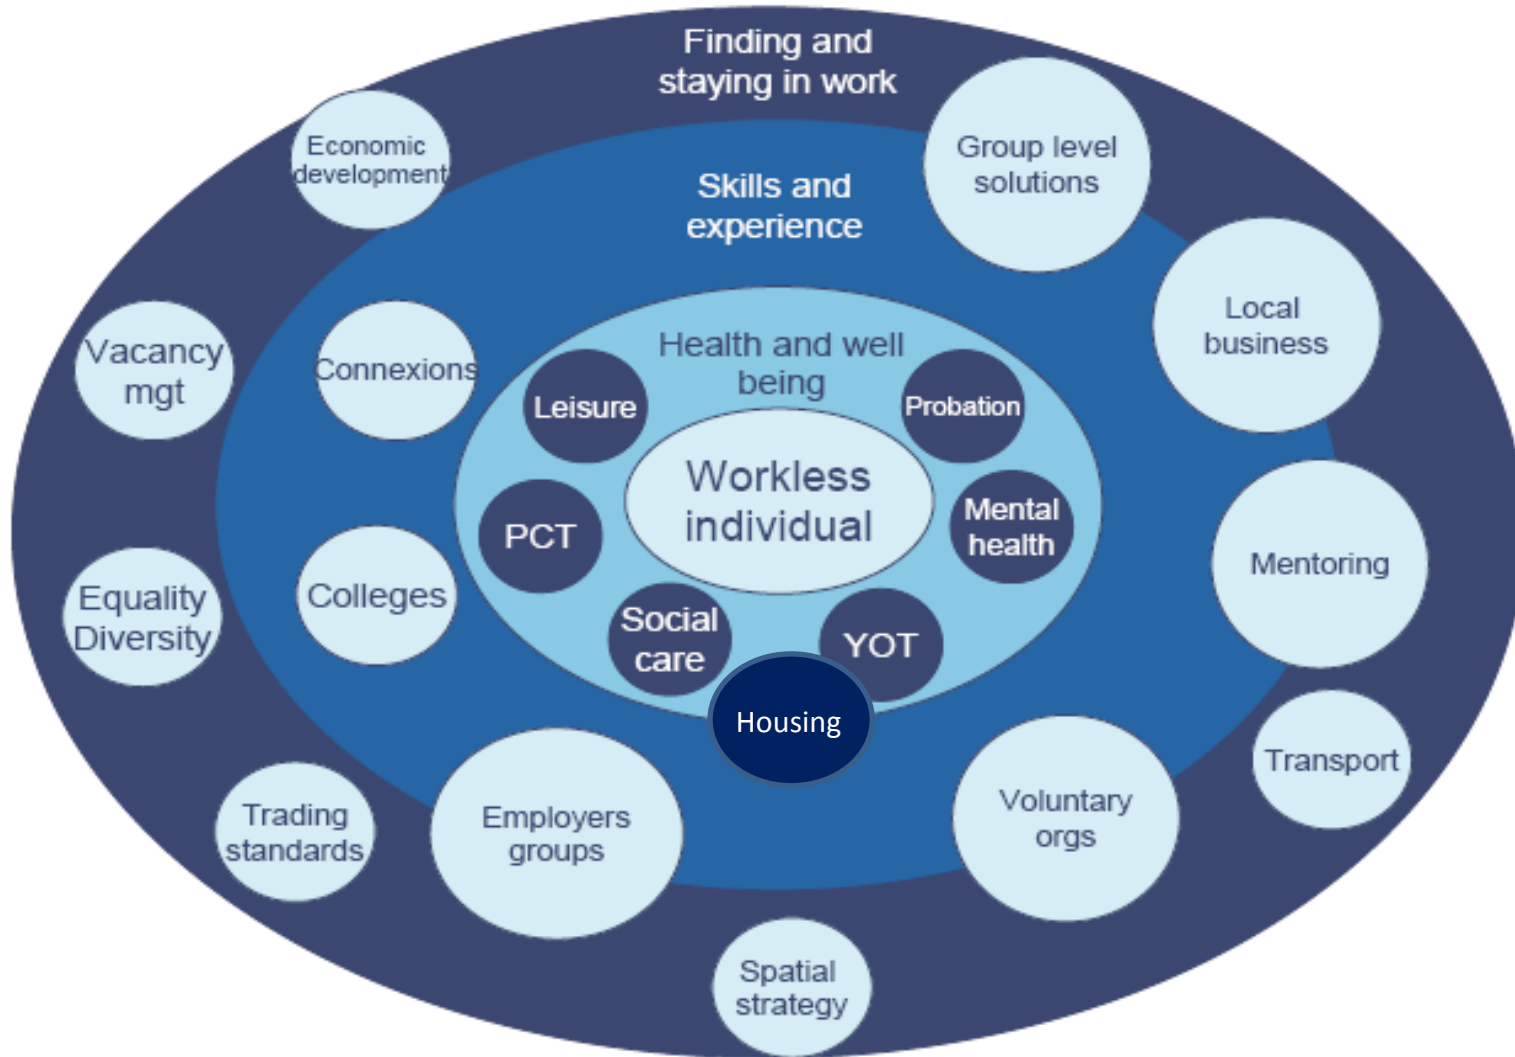 Finding and
staying in work
Economic
development
Group level
solutions
Skills and
experience
Local
business
Vacancy
mgt
Connexions
Health and well
being
Leisure
Probation
Workless
individual
PCT
Mental
health
Mentoring
Equality
Diversity
Colleges
Social
care
YOT
Housing
Transport
Trading
standards
Employers
groups
Voluntary
orgs
Spatial
strategy